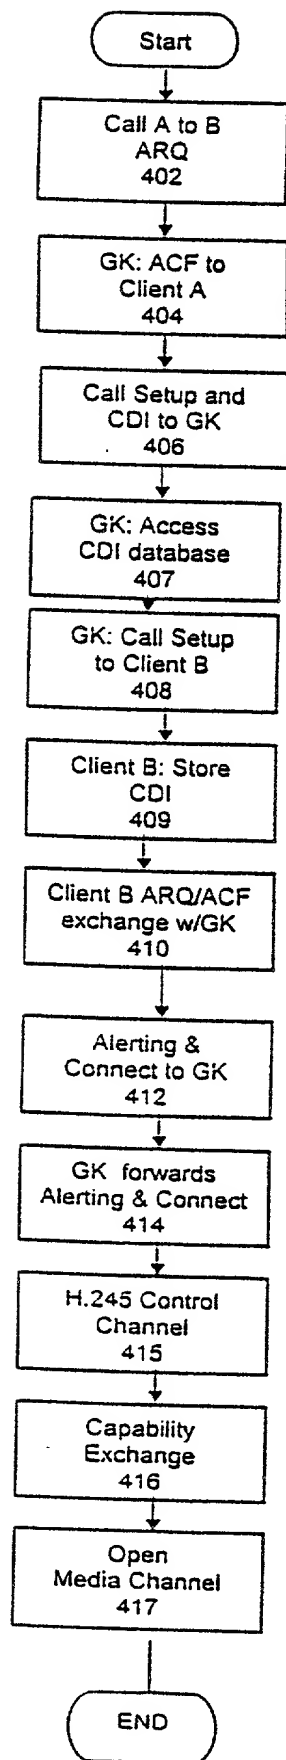 Start
Call A to B
ARQ
402
GK: ACF to
Client A
404
Call Setup and
CDI to GK
406
GK: Access
CDI database
407
GK: Call Setup
to Client B
408
Client B: Store
CDI
409
Client B ARQ/ACF
exchange w/GK
410
Alerting &
Connect to GK
412
GK forwards
Alerting & Connect
414
H.245 Control
Channel
415
Capability
Exchange
416
Open
Media Channel
417
END